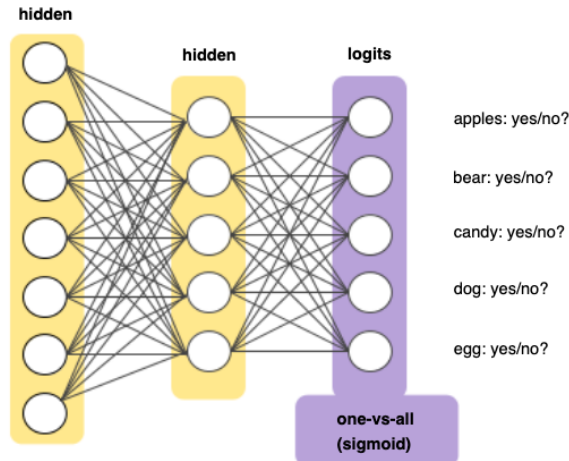 hidden
hidden
logits
apples: yes/no?
bear: yes/no?
candy: yes/no?
dog: yes/no?
egg: yes/no?
one-vs-all
(sigmoid)